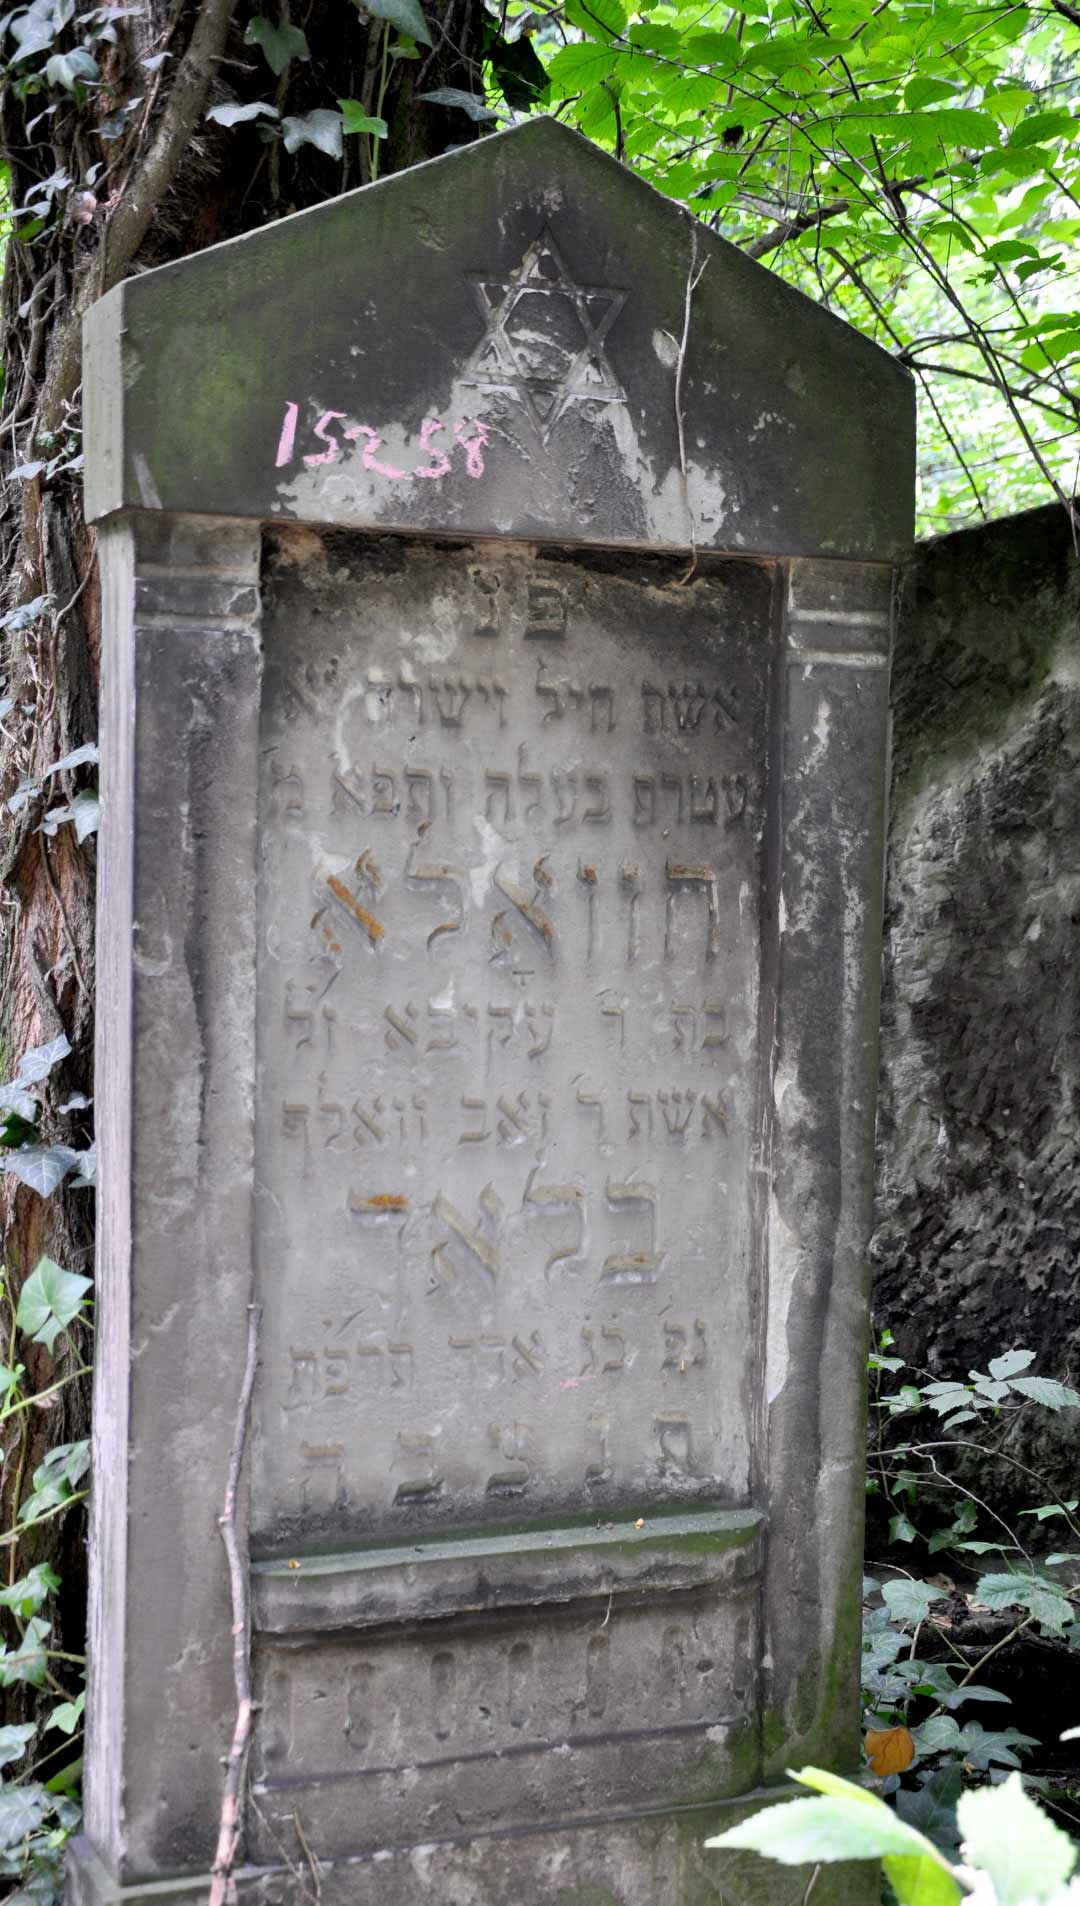 15258
פ נ
אשת חיל וישרה
עטרת בעלה ותפא מ
חוואלא
בת ר עקיבא ז״ל
אשת ר זאב וואלף
בלאך
נפ כג אדר תרפ״ת
ת נ צ ב ה